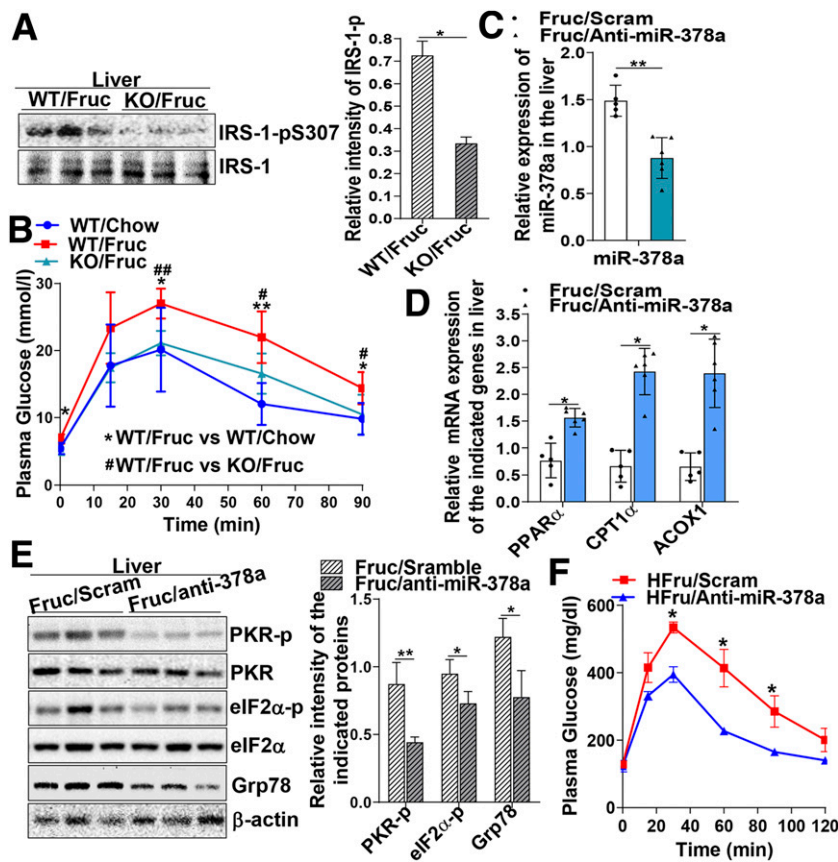 A
Liver
WT/Fruc KO/Fruc
IRS-1-pS307
IRS-1
Relative intensity of IRS-1-p
0.8
0.7
0.6
0.5
0.4
0.3
0.2
0.1
0.0
*
WT/Fruc
KO/Fruc
C
Fruc/Scram
Fruc/Anti-miR-378a
Relative expression of
miR-378a in the liver
2.0
1.5
1.0
0.5
0.0
**
miR-378a
B
WT/Chow
WT/Fruc
KO/Fruc
Plasma Glucose (mmol/l)
30
20
10
0
*
##
*
#
**
#
*
*WT/Fruc vs WT/Chow
#WT/Fruc vs KO/Fruc
0 15 30 45 60 75 90
Time (min)
D
Fruc/Scram
Fruc/Anti-miR-378a
Relative mRNA expression
of the indicated genes in liver
3.5
3.0
2.5
2.0
1.5
1.0
0.5
0.0
*
*
*
PPARα
CPT1α
ACOX1
E
Liver
Fruc/Scram
Fruc/anti-378a
PKR-p
PKR
eIF2α-p
eIF2α
Grp78
β-actin
Fruc/Sramble
Fruc/anti-miR-378a
Relative intensity of the
indicated proteins
1.5
1.0
0.5
0.0
**
*
*
PKR-p
eIF2α-p
Grp78
F
HFru/Scram
HFru/Anti-miR-378a
Plasma Glucose (mg/dl)
600
400
200
0
*
*
*
0 20 40 60 80 100 120
Time (min)